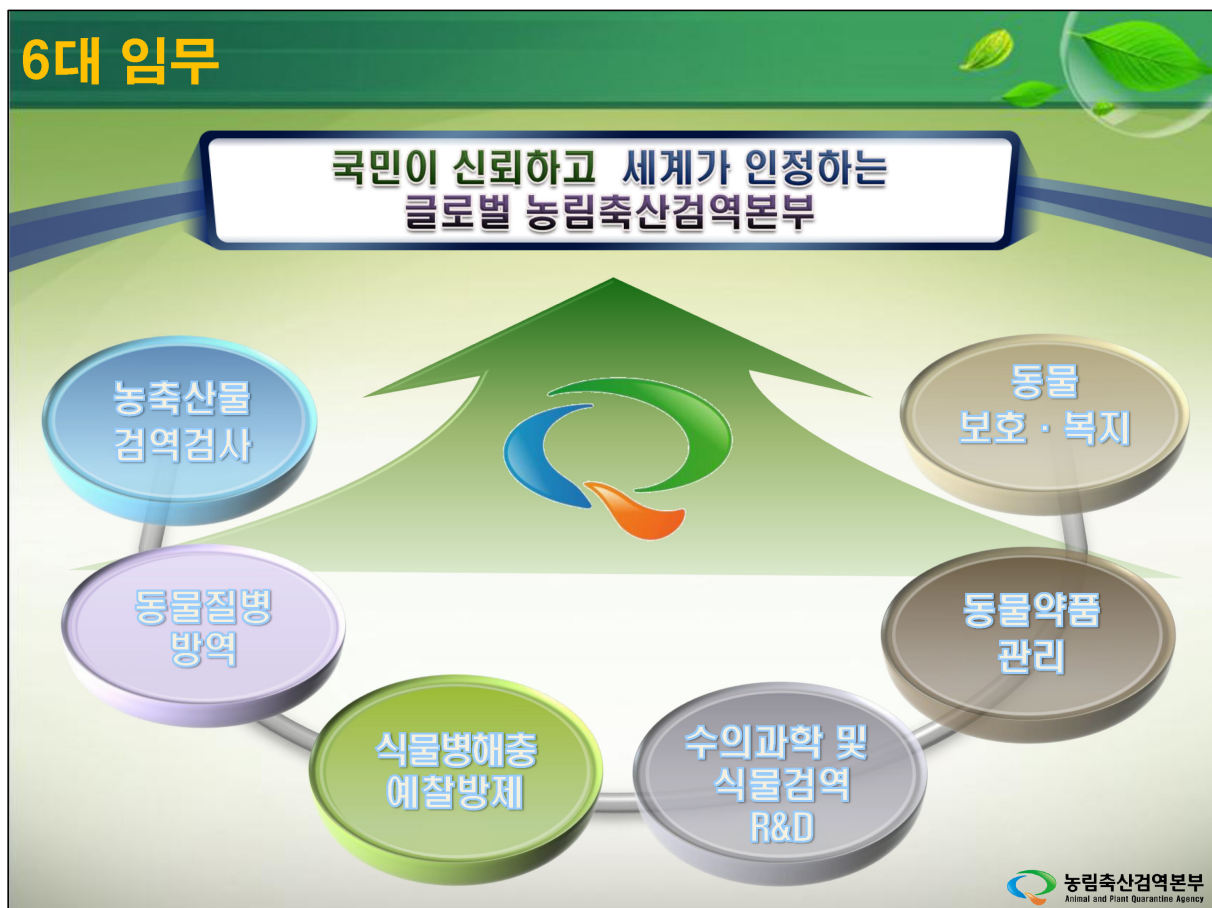 6대 임무
국민이 신뢰하고 세계가 인정하는
글로벌 농림축산검역본부
농축산물
검역검사
동물질병
방역
식물병해충
예찰방제
수의과학 및
식물검역
R&D
동물약품
관리
동물
보호·복지
농림축산검역본부
Animal and Plant Quarantine Agency